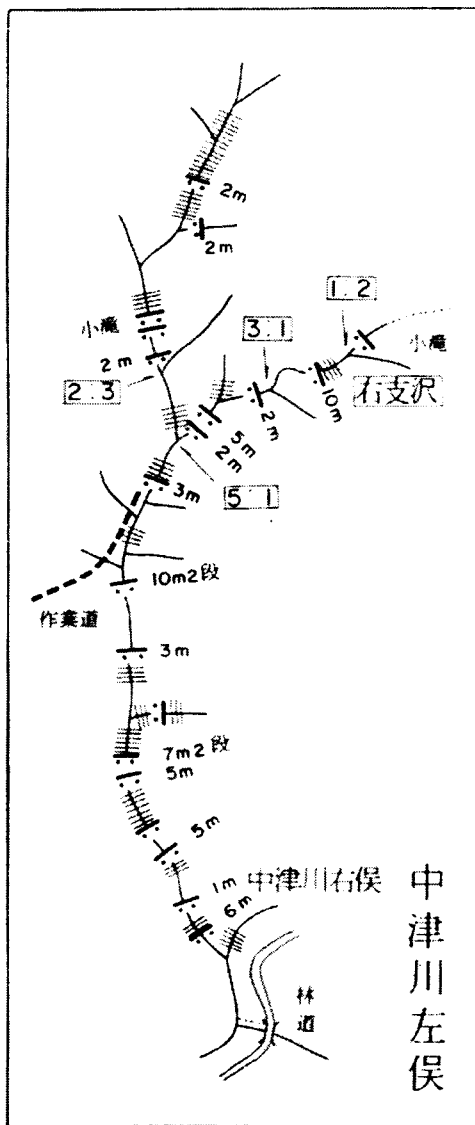 2m
2m
1:2
小滝
3:1
小滝
2m
10m
右支沢
2m
2:3
5m
2m
5:1
3m
10m2段
作業道
3m
7m2段
5m
5m
1m
中津川右俣
6m
林道
中津川左俣